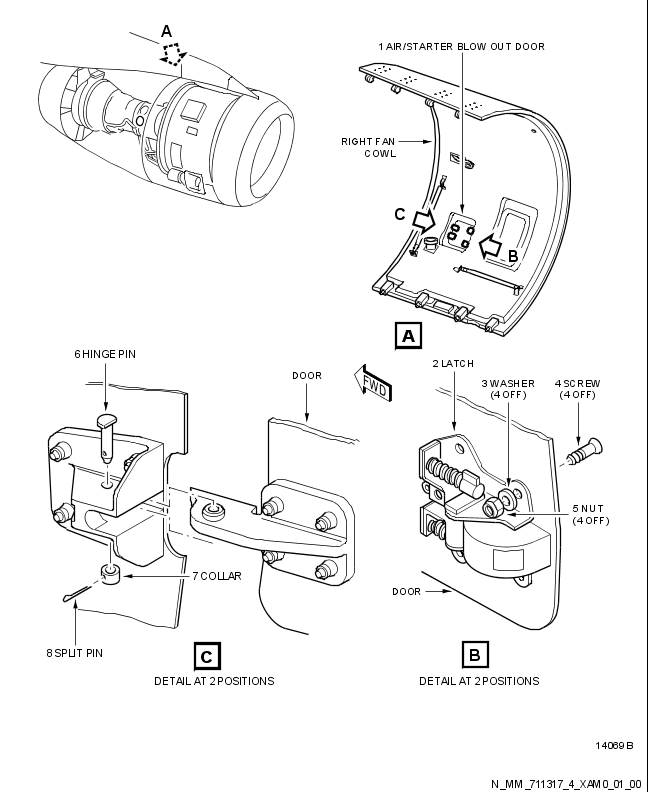 A
1 AIR/STARTER BLOW OUT DOOR
RIGHT FAN
COWL
C
B
A
6 HINGE PIN
DOOR
FWD
2 LATCH
3 WASHER
(4 OFF)
4 SCREW
(4 OFF)
5 NUT
(4 OFF)
7 COLLAR
DOOR
8 SPLIT PIN
C
DETAIL AT 2 POSITIONS
B
DETAIL AT 2 POSITIONS
14069 B
N_MM_711317_4_XAM0_01_00